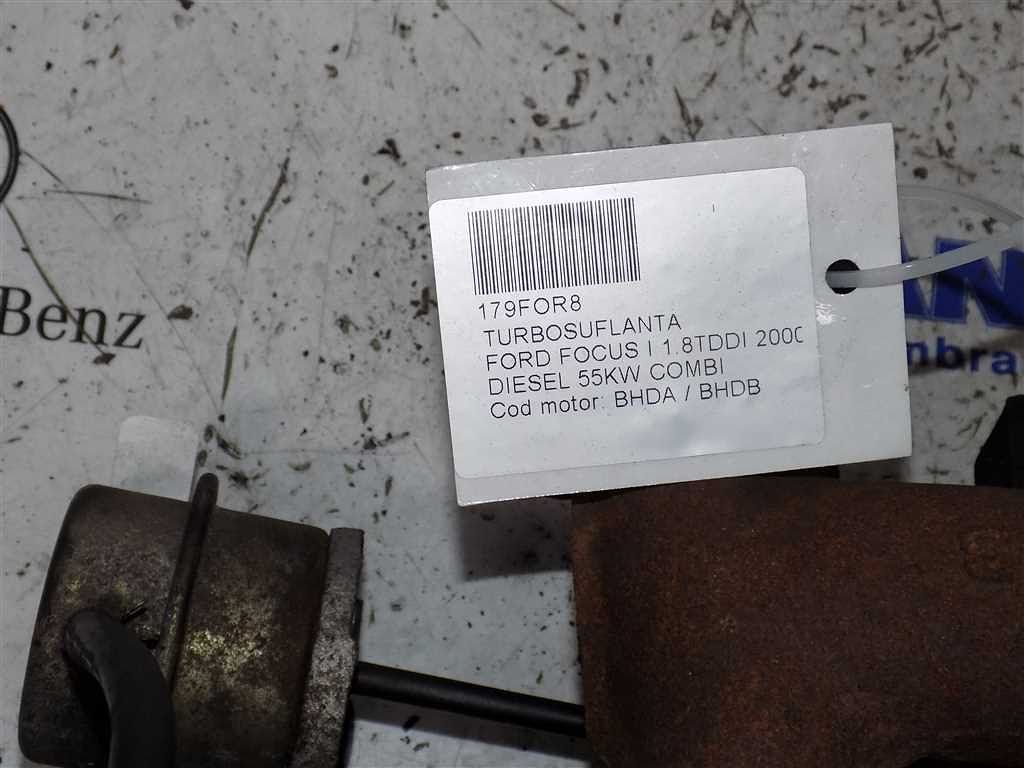 179FOR8
TURBOSUFLANTA
FORD FOCUS I 1.8TDDI 2000
DIESEL 55KW COMBI
Cod motor: BHDA / BHDB
Benz